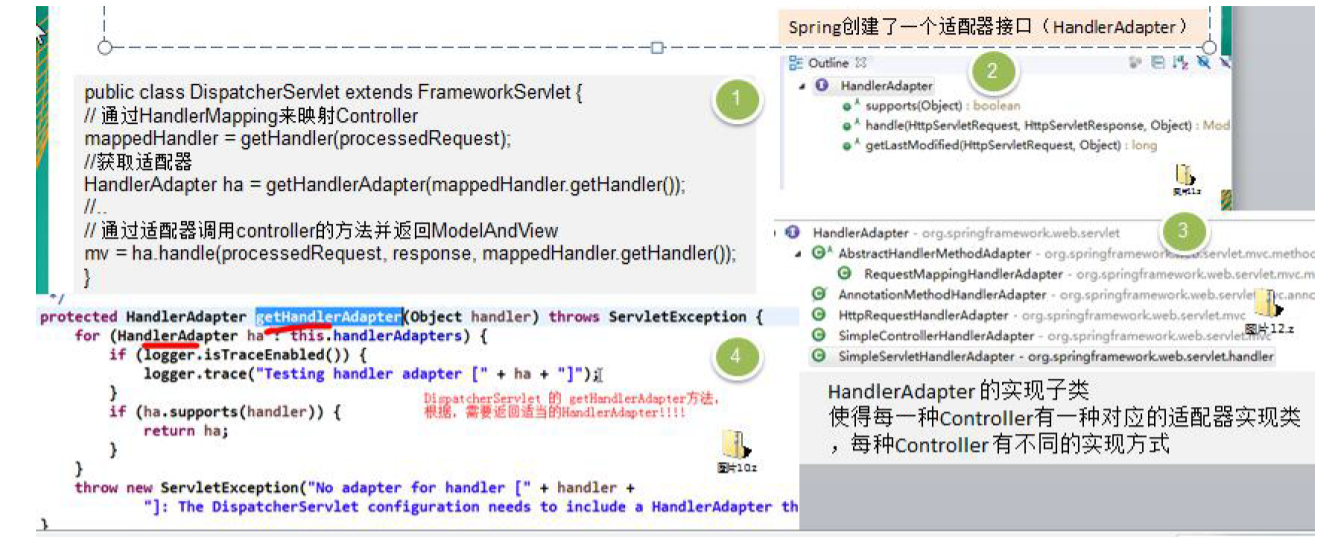 Spring创建了一个适配器接口（HandlerAdapter）
1
public class DispatcherServlet extends FrameworkServlet {
// 通过HandlerMapping来映射Controller
mappedHandler = getHandler(processedRequest);
//获取适配器
HandlerAdapter ha = getHandlerAdapter(mappedHandler.getHandler());
//..
// 通过适配器调用controller的方法并返回ModelAndView
mv = ha.handle(processedRequest, response, mappedHandler.getHandler());
}
2
Outline
HandlerAdapter
supports(Object) : boolean
handle(HttpServletRequest, HttpServletResponse, Object) : Mod
getLastModified(HttpServletRequest, Object) : long
3
HandlerAdapter - org.springframework.web.servlet
AbstractHandlerMethodAdapter - org.springframework.web.servlet.mvc.method
RequestMappingHandlerAdapter - org.springframework.web.servlet.mvc.m
AnnotationMethodHandlerAdapter - org.springframework.web.servlet.mvc.anno
HttpRequestHandlerAdapter - org.springframework.web.servlet.mvc
SimpleControllerHandlerAdapter - org.springframework.web.servlet.mvc
SimpleServletHandlerAdapter - org.springframework.web.servlet.handler
图片12.z
HandlerAdapter 的实现子类
使得每一种Controller有一种对应的适配器实现类
，每种Controller 有不同的实现方式
4
*/
protected HandlerAdapter getHandlerAdapter(Object handler) throws ServletException {
for (HandlerAdapter ha : this.handlerAdapters) {
if (logger.isTraceEnabled()) {
logger.trace("Testing handler adapter [" + ha + "]");
}
if (ha.supports(handler)) {
return ha;
}
}
throw new ServletException("No adapter for handler [" + handler +
"]: The DispatcherServlet configuration needs to include a HandlerAdapter th
}
DispatcherServlet 的 getHandlerAdapter方法，
根据，需要返回适当的HandlerAdapter!!!!
图片10z